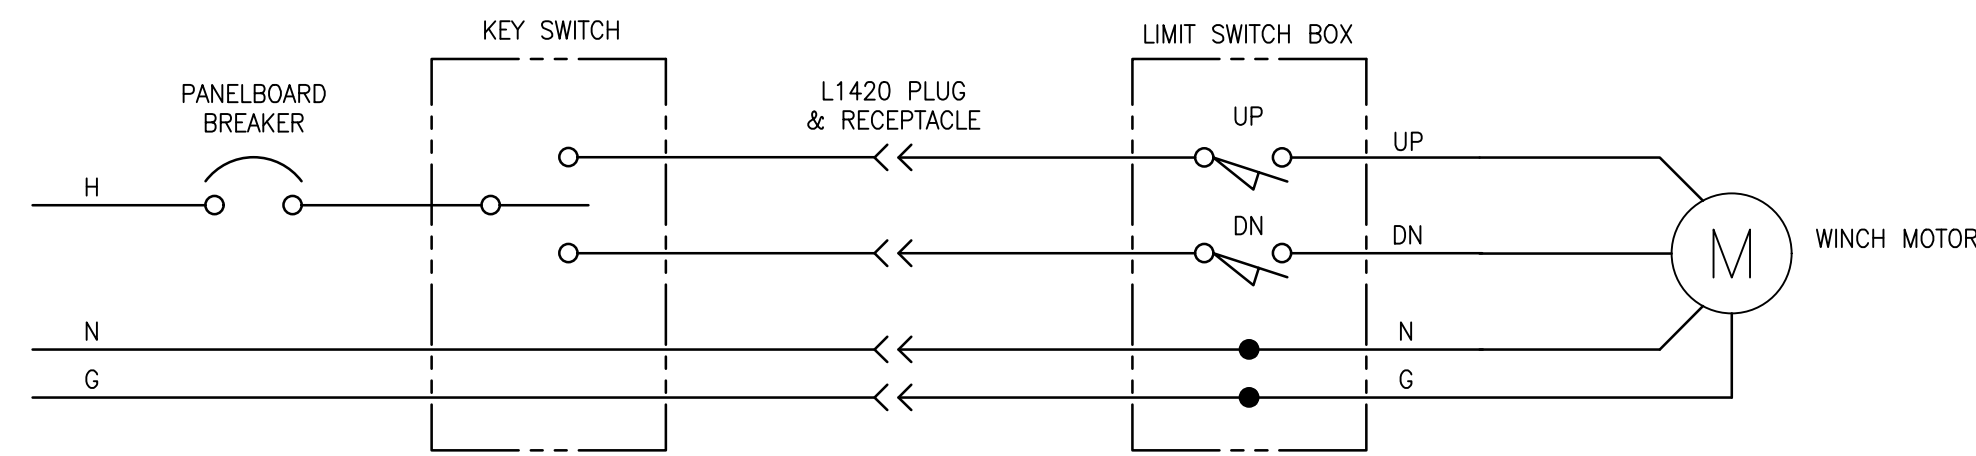 KEY SWITCH
LIMIT SWITCH BOX
PANELBOARD
BREAKER
L1420 PLUG
& RECEPTACLE
UP
UP
H
DN
DN
WINCH MOTOR
M
N
N
G
G